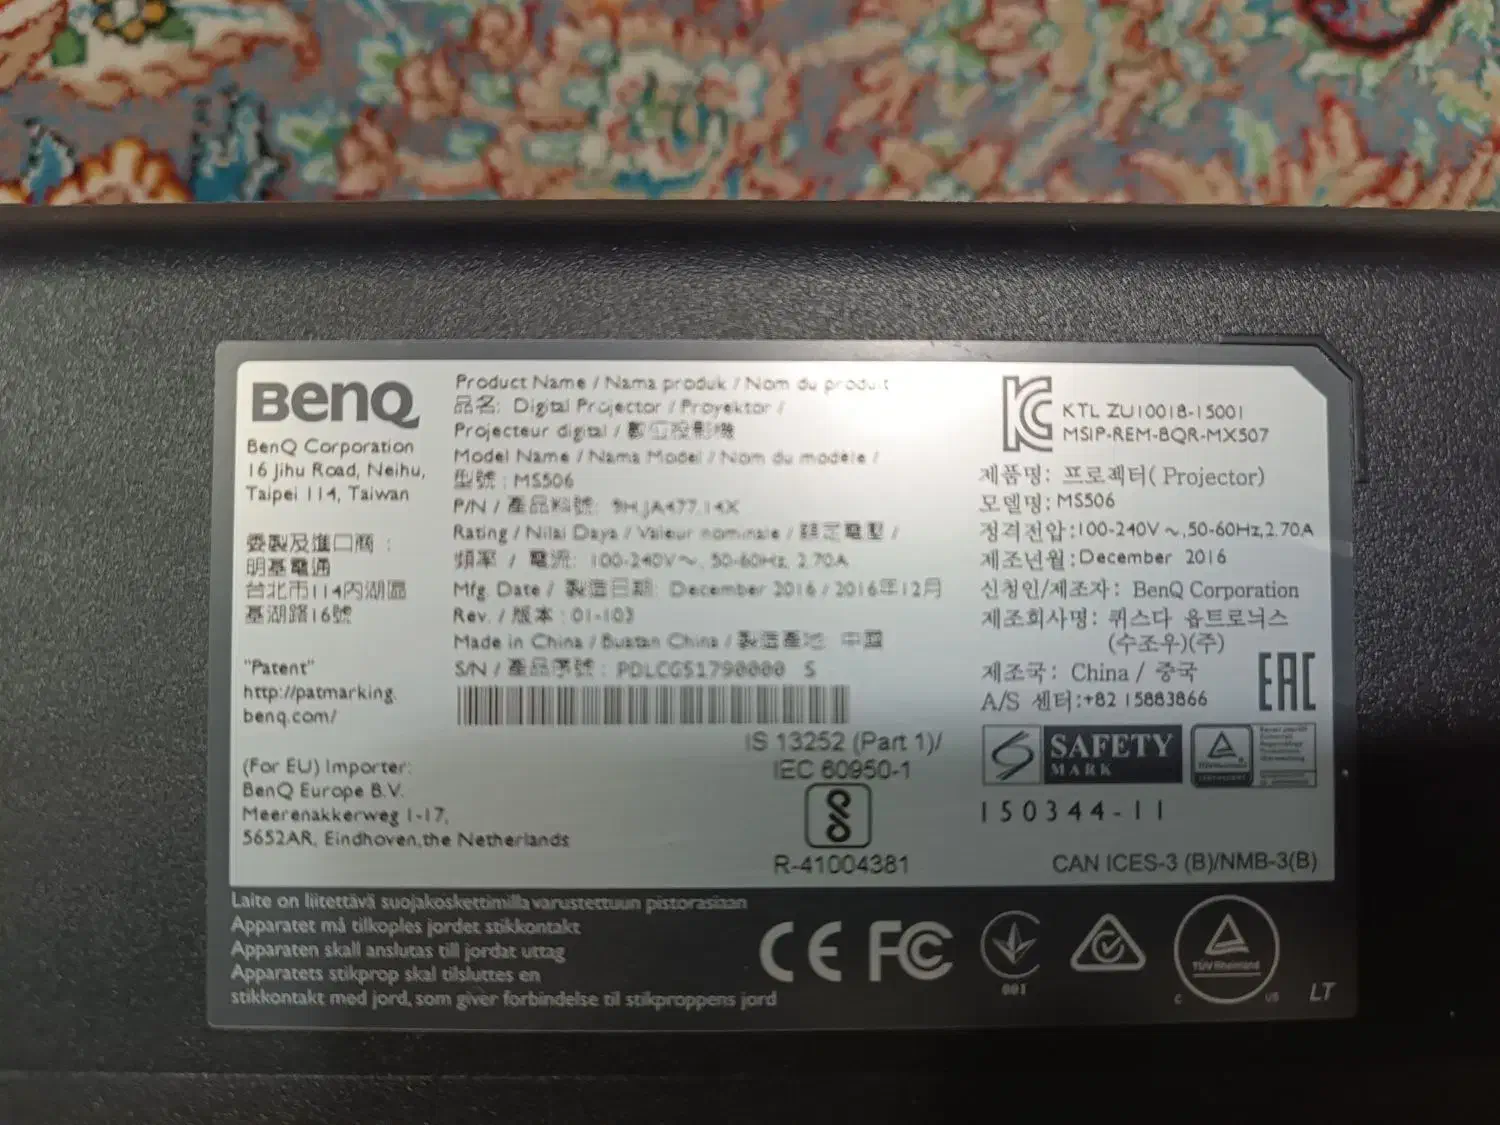 BenQ
BenQ Corporation
16 Jihu Road, Neihu,
Taipei 114, Taiwan
委製及進口商 :
明基電通
台北市114內湖區
基湖路16號
"Patent"
http://patmarking.
benq.com/
(For EU) Importer:
BenQ Europe B.V.
Meerenakkerweg 1-17,
5652AR, Eindhoven,the Netherlands
Product Name / Nama produk / Nom du produit
品名: Digital Projector / Proyektor /
Projecteur digital / 數位投影機
Model Name / Nama Model / Nom du modèle /
型號 : MS506
P/N / 產品料號: 9H.JA477.14X
Rating / Nilai Daya / Valeur nominale / 額定電壓 /
頻率 / 電流: 100-240V~, 50-60Hz, 2.70A
Mfg. Date / 製造日期: December 2016 / 2016年12月
Rev. / 版本 : 01-103
Made in China / Buatan China / 製造產地: 中國
S/N / 產品序號 : PDLCG51790000 S
IS 13252 (Part 1)/
IEC 60950-1
R-41004381
KTL ZU10018-15001
MSIP-REM-BQR-MX507
제품명: 프로젝터( Projector)
모델명: MS506
정격전압:100-240V ~,50-60Hz,2.70A
제조년월:December 2016
신청인/제조자: BenQ Corporation
제조회사명: 퀴스다 욥트로닉스
(수조우)(주)
제조국: China / 중국
A/S 센터:+82 15883866
EAC
S SAFETY
MARK
150344-11
CAN ICES-3 (B)/NMB-3(B)
Laite on liitettävä suojakoskettimilla varustettuun pistorasiaan
Apparatet må tilkoples jordet stikkontakt
Apparaten skall anslutas till jordat uttag
Apparatets stikprop skal tilsluttes en
stikkontakt med jord, som giver forbindelse til stikproppens jord
CE FC
001
TÜVRheinland
C US
LT